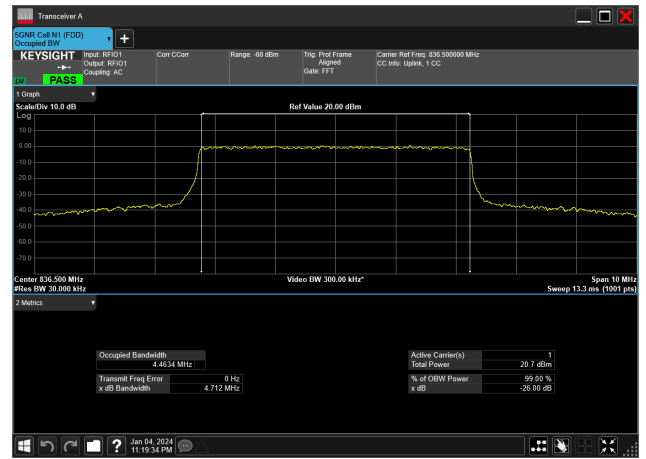 Transceiver A
5GNR Cell N1 (FDD)
Occupied BW
KEYSIGHT Input: RFIO1 Corr CCorr Range: -60 dBm Trig: Prot Frame Carrier Ref Freq: 836.500000 MHz
Output: RFIO1 Aligned CC Info: Uplink, 1 CC
Coupling: AC Gate: FFT
PASS
1 Graph
Scale/Div 10.0 dB Ref Value 20.00 dBm
Log
10.0
0.00
-10.0
-20.0
-30.0
-40.0
-50.0
-60.0
-70.0
Center 836.500 MHz Video BW 300.00 kHz* Span 10 MHz
#Res BW 30.000 kHz Sweep 13.3 ms (1001 pts)
2 Metrics
Occupied Bandwidth Active Carrier(s) 1
4.4634 MHz Total Power 20.7 dBm
Transmit Freq Error 0 Hz % of OBW Power 99.00 %
x dB Bandwidth 4.712 MHz x dB -26.00 dB
Jan 04, 2024
11:19:34 PM